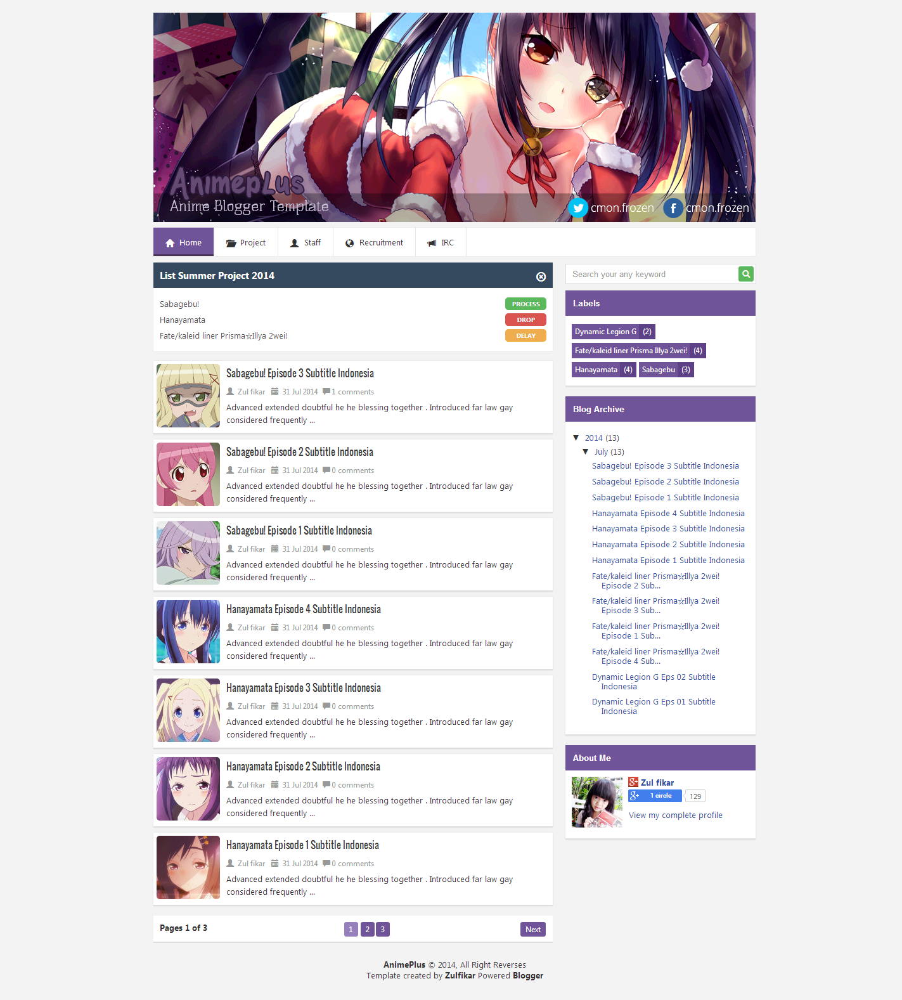 AnimepLus
Anime Blogger Template
cmon.frozen
cmon.frozen
Home
Project
Staff
Recruitment
IRC
List Summer Project 2014
Sabagebu!
PROCESS
Hanayamata
DROP
Fate/kaleid liner Prisma☆Illya 2wei!
DELAY
Sabagebu! Episode 3 Subtitle Indonesia
Zul fikar 31 Jul 2014 1 comments
Advanced extended doubtful he he blessing together . Introduced far law gay
considered frequently ...
Sabagebu! Episode 2 Subtitle Indonesia
Zul fikar 31 Jul 2014 0 comments
Advanced extended doubtful he he blessing together . Introduced far law gay
considered frequently ...
Sabagebu! Episode 1 Subtitle Indonesia
Zul fikar 31 Jul 2014 0 comments
Advanced extended doubtful he he blessing together . Introduced far law gay
considered frequently ...
Hanayamata Episode 4 Subtitle Indonesia
Zul fikar 31 Jul 2014 0 comments
Advanced extended doubtful he he blessing together . Introduced far law gay
considered frequently ...
Hanayamata Episode 3 Subtitle Indonesia
Zul fikar 31 Jul 2014 0 comments
Advanced extended doubtful he he blessing together . Introduced far law gay
considered frequently ...
Hanayamata Episode 2 Subtitle Indonesia
Zul fikar 31 Jul 2014 0 comments
Advanced extended doubtful he he blessing together . Introduced far law gay
considered frequently ...
Hanayamata Episode 1 Subtitle Indonesia
Zul fikar 31 Jul 2014 0 comments
Advanced extended doubtful he he blessing together . Introduced far law gay
considered frequently ...
Pages 1 of 3
1 2 3
Next
Search your any keyword
Labels
Dynamic Legion G (2)
Fate/kaleid liner Prisma Illya 2wei! (4)
Hanayamata (4) Sabagebu (3)
Blog Archive
▼ 2014 (13)
▼ July (13)
Sabagebu! Episode 3 Subtitle Indonesia
Sabagebu! Episode 2 Subtitle Indonesia
Sabagebu! Episode 1 Subtitle Indonesia
Hanayamata Episode 4 Subtitle Indonesia
Hanayamata Episode 3 Subtitle Indonesia
Hanayamata Episode 2 Subtitle Indonesia
Hanayamata Episode 1 Subtitle Indonesia
Fate/kaleid liner Prisma☆Illya 2wei!
Episode 2 Sub...
Fate/kaleid liner Prisma☆Illya 2wei!
Episode 3 Sub...
Fate/kaleid liner Prisma☆Illya 2wei!
Episode 1 Sub...
Fate/kaleid liner Prisma☆Illya 2wei!
Episode 4 Sub...
Dynamic Legion G Eps 02 Subtitle
Indonesia
Dynamic Legion G Eps 01 Subtitle
Indonesia
About Me
g+ Zul fikar
g+ 1 circle 129
View my complete profile
AnimePlus © 2014, All Right Reverses
Template created by Zulfikar Powered Blogger